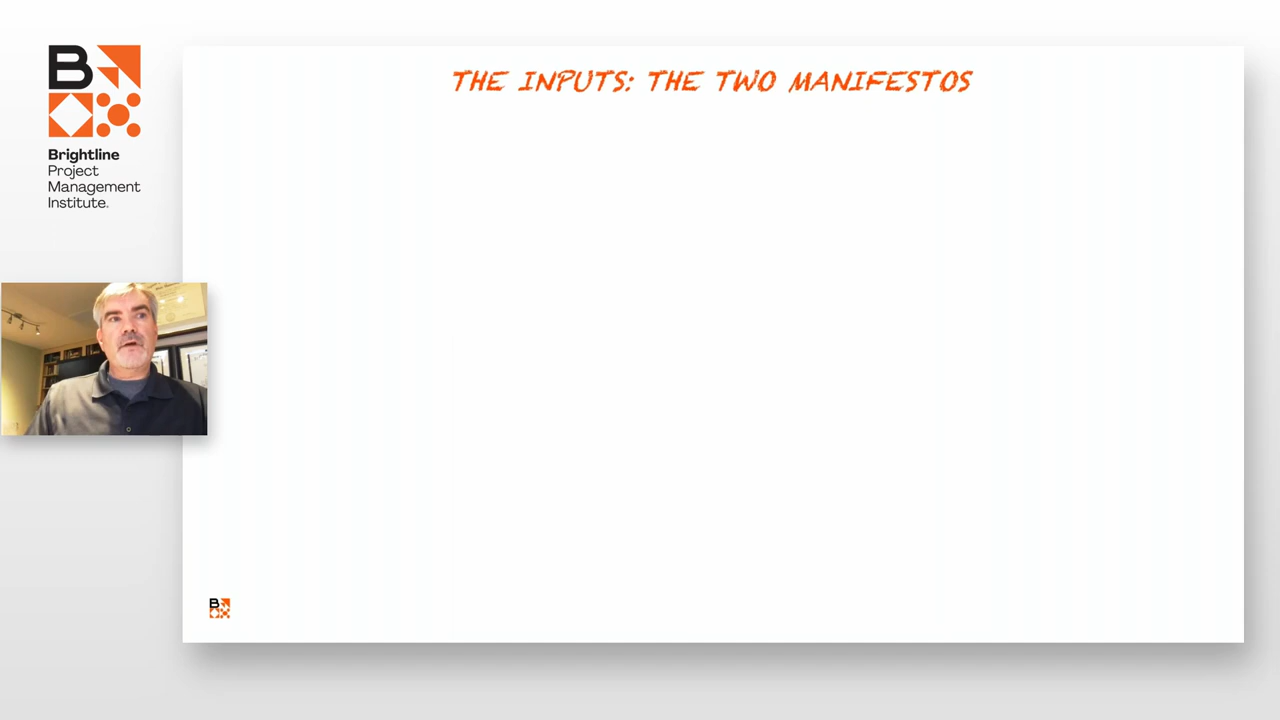 THE INPUTS: THE TWO MANIFESTOS
B
Brightline
Project
Management
Institute.
B